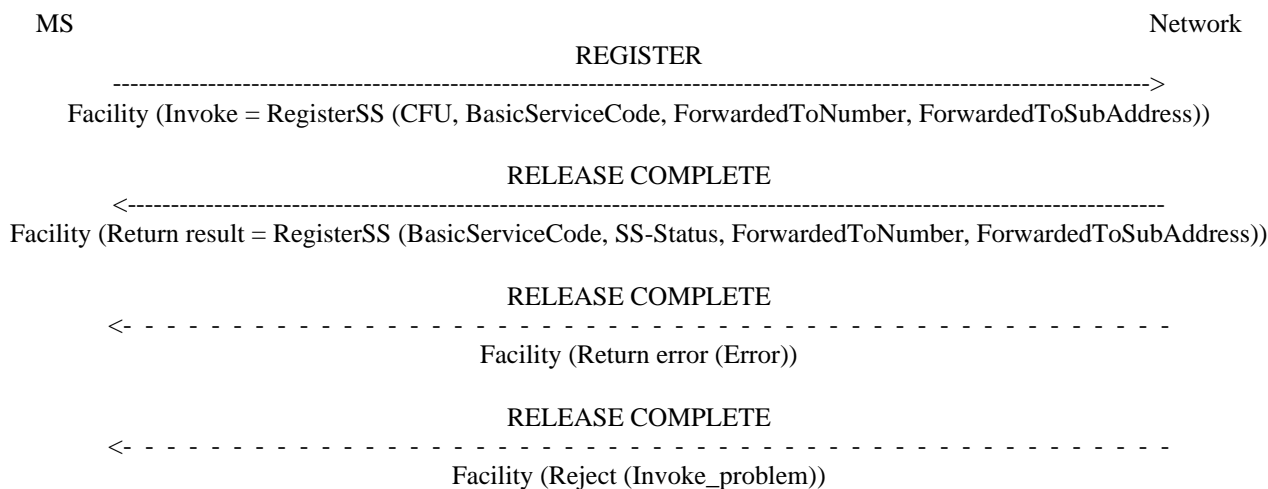 MS Network
REGISTER
------------------------------------------------------------------------------------------------------------------------>
Facility (Invoke = RegisterSS (CFU, BasicServiceCode, ForwardedToNumber, ForwardedToSubAddress))
RELEASE COMPLETE
<------------------------------------------------------------------------------------------------------------------------
Facility (Return result = RegisterSS (BasicServiceCode, SS-Status, ForwardedToNumber, ForwardedToSubAddress))
RELEASE COMPLETE
<- - - - - - - - - - - - - - - - - - - - - - - - - - - - - - - - - - - - - - - - - - - - - - - -
Facility (Return error (Error))
RELEASE COMPLETE
<- - - - - - - - - - - - - - - - - - - - - - - - - - - - - - - - - - - - - - - - - - - - - - - -
Facility (Reject (Invoke_problem))